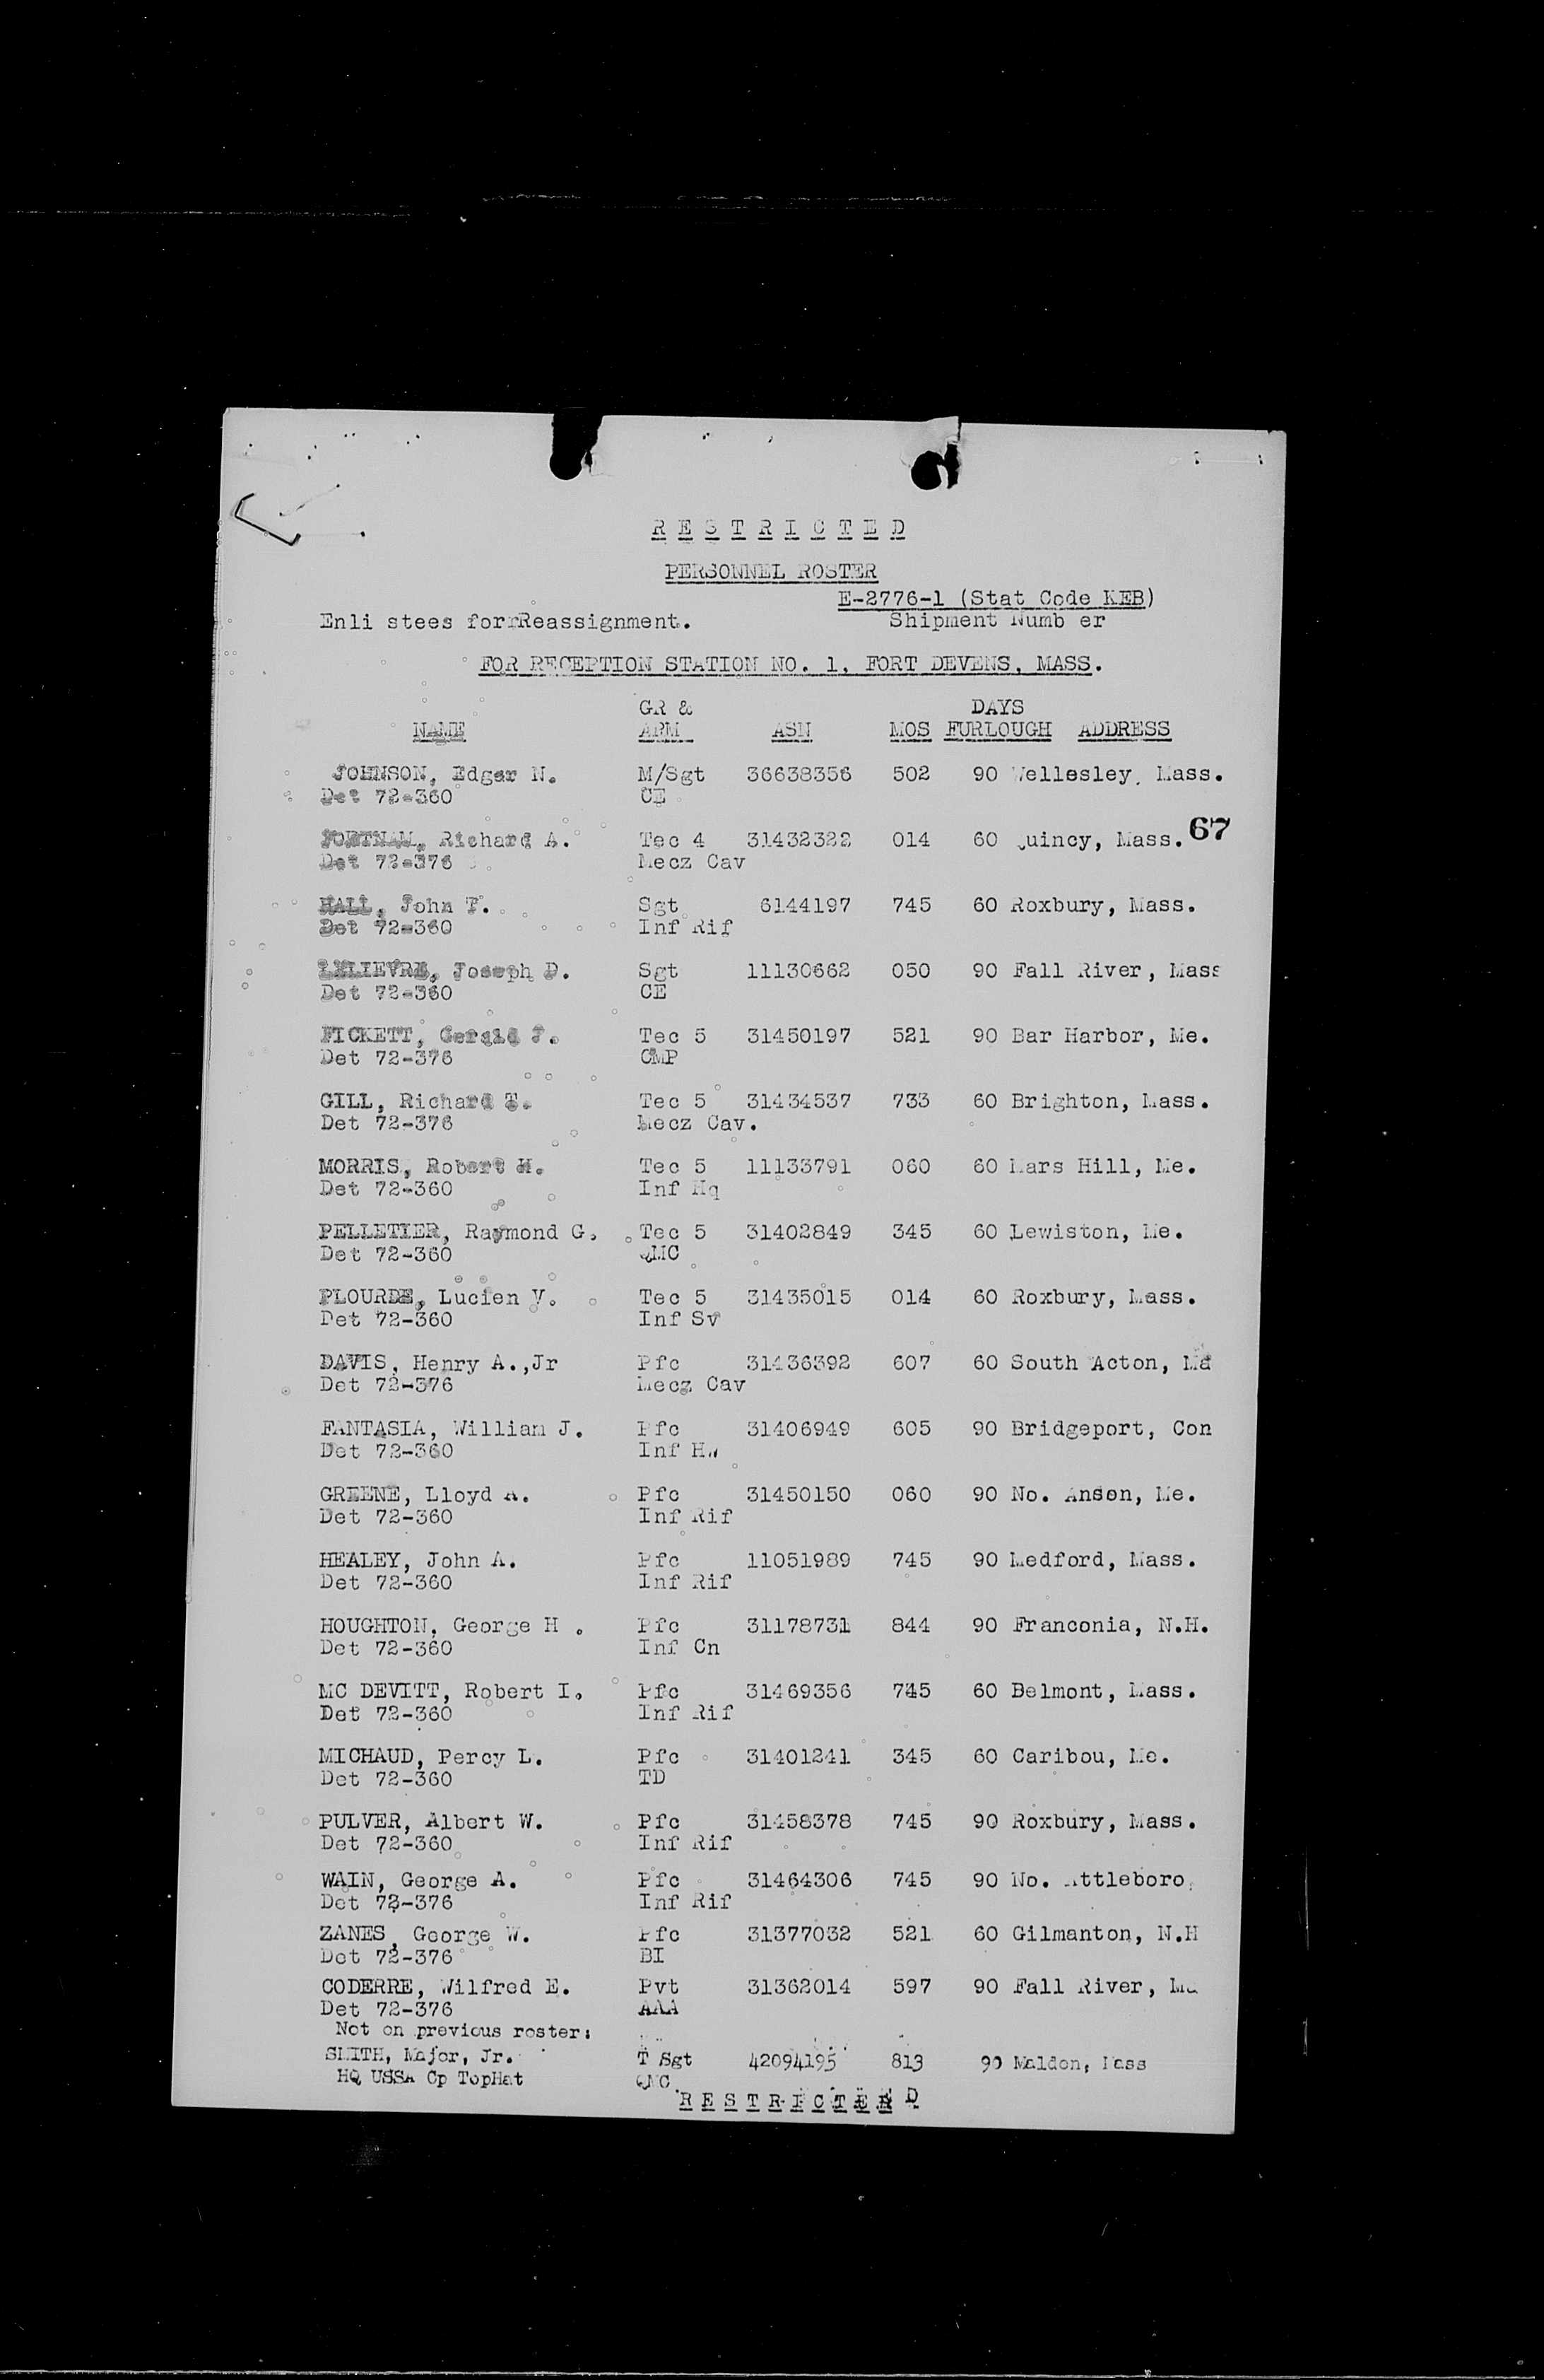 R E S T R I C T E D
PERSONNEL ROSTER
E-2776-1 (Stat Code KEB)
Enli stees for Reassignment. Shipment Numb er
FOR RECEPTION STATION NO. 1, FORT DEVENS, MASS.
GR & DAYS
NAME ARM ASN MOS FURLOUGH ADDRESS
JOHNSON, Edgar N. M/Sgt 36638356 502 90 Wellesley, Mass.
Det 72-360 CE
Richard A. Tec 4 31432322 014 60 Quincy, Mass. 67
Det 72-376 Mecz Cav
HALL, John T. Sgt 6144197 745 60 Roxbury, Mass.
Det 72-360 Inf Rif
LELIEVRE, Joseph D. Sgt 11130662 050 90 Fall River, Mass
Det 72-360 CE
FICKETT, Gerald F. Tec 5 31450197 521 90 Bar Harbor, Me.
Det 72-376 CMP
GILL, Richard T. Tec 5 31434537 733 60 Brighton, Mass.
Det 72-376 Mecz Cav.
MORRIS, Robert H. Tec 5 11133791 060 60 Mars Hill, Me.
Det 72-360 Inf Hq
PELLETIER, Raymond G. Tec 5 31402849 345 60 Lewiston, Me.
Det 72-360 QMC
PLOURDE, Lucien V. Tec 5 31435015 014 60 Roxbury, Mass.
Det 72-360 Inf Sv
DAVIS, Henry A.,Jr Pfc 31436392 607 60 South Acton, Ma
Det 72-376 Mecz Cav
FANTASIA, William J. Pfc 31406949 605 90 Bridgeport, Con
Det 72-360 Inf Hw
GREENE, Lloyd A. Pfc 31450150 060 90 No. Anson, Me.
Det 72-360 Inf Rif
HEALEY, John A. Pfc 11051989 745 90 Medford, Mass.
Det 72-360 Inf Rif
HOUGHTON, George H . Pfc 31178731 844 90 Franconia, N.H.
Det 72-360 Inf Cn
MC DEVITT, Robert I. Pfc 31469356 745 60 Belmont, Mass.
Det 72-360 Inf Rif
MICHAUD, Percy L. Pfc 31401241 345 60 Caribou, Me.
Det 72-360 TD
PULVER, Albert W. Pfc 31458378 745 90 Roxbury, Mass.
Det 72-360 Inf Rif
WAIN, George A. Pfc 31464306 745 90 No. Attleboro,
Det 72-376 Inf Rif
ZANES, George W. Pfc 31377032 521 60 Gilmanton, N.H
Det 72-376 BI
CODERRE, Wilfred E. Pvt 31362014 597 90 Fall River, Ma
Det 72-376 AAA
Not on previous roster:
SMITH, Major, Jr. T Sgt 42094195 813 90 Maldon, Mass
HQ USSA Cp TopHat QMC
R E S T R I C T E D